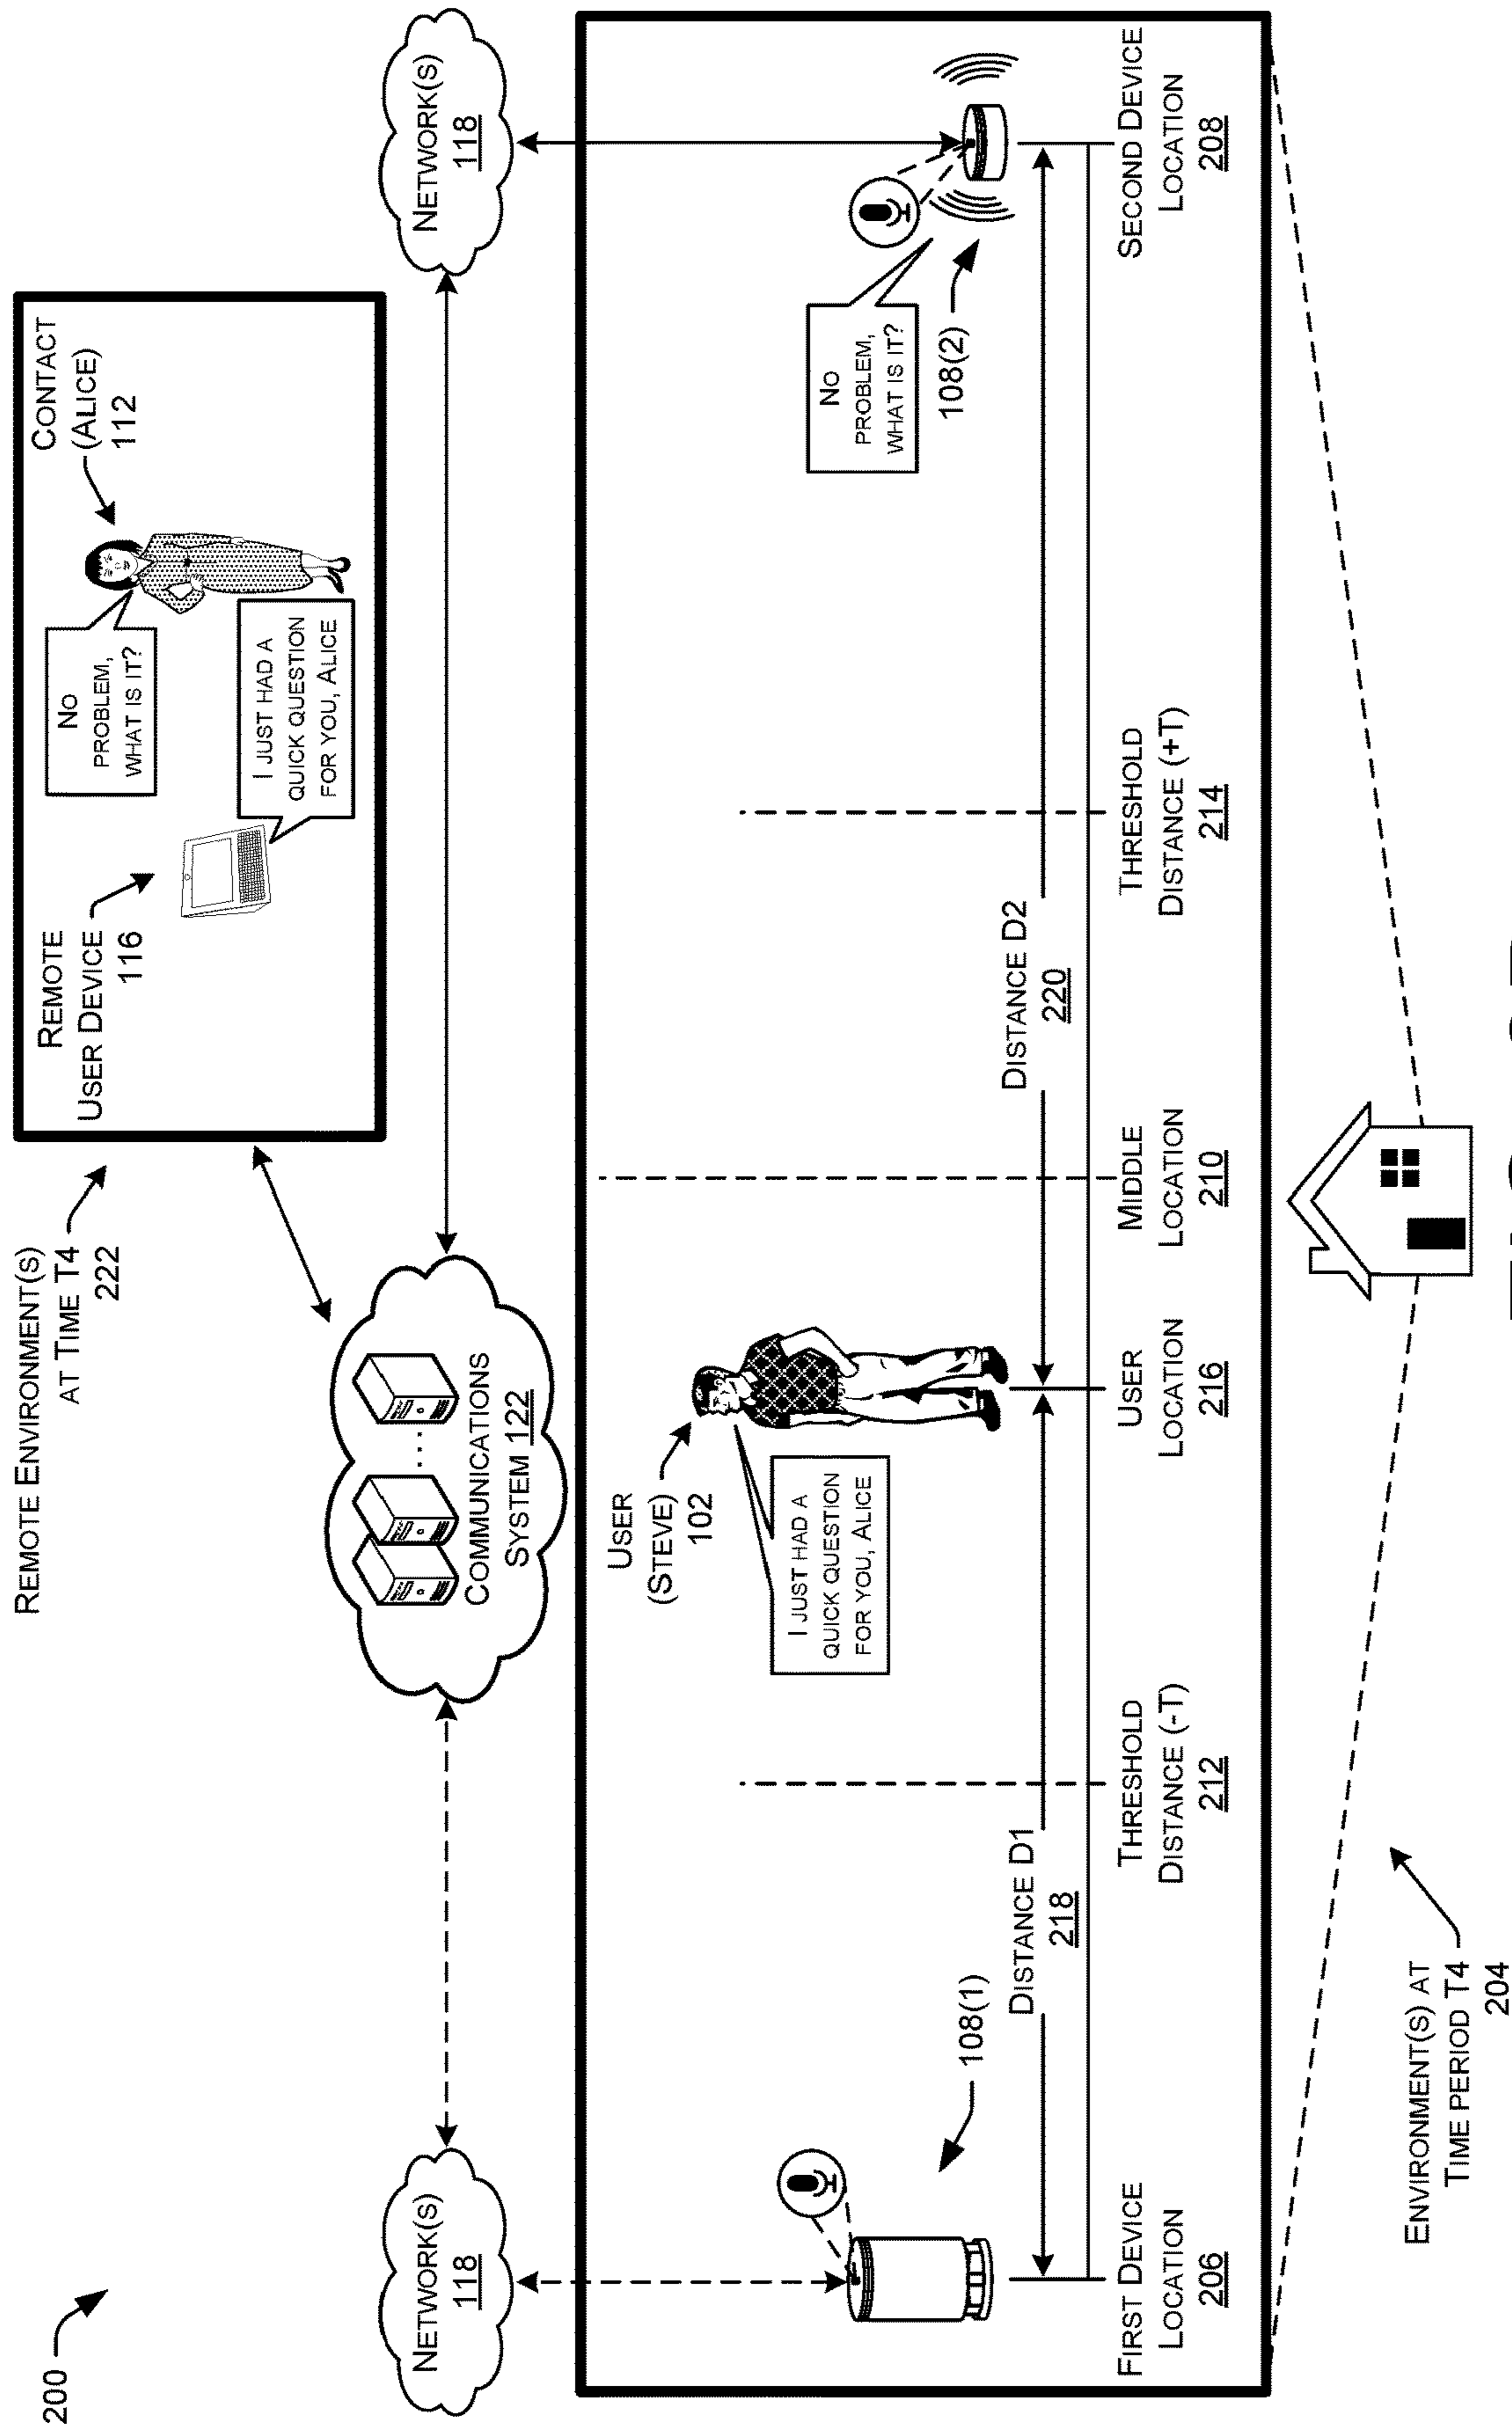 200
REMOTE ENVIRONMENT(S)
AT TIME T4
222
REMOTE
USER DEVICE
116
NO
PROBLEM,
WHAT IS IT?
I JUST HAD A
QUICK QUESTION
FOR YOU, ALICE
CONTACT
(ALICE)
112
NETWORK(S)
118
COMMUNICATIONS
SYSTEM 122
NETWORK(S)
118
USER
(STEVE)
102
I JUST HAD A
QUICK QUESTION
FOR YOU, ALICE
NO
PROBLEM,
WHAT IS IT?
108(1)
108(2)
DISTANCE D1
218
DISTANCE D2
220
FIRST DEVICE
LOCATION
206
THRESHOLD
DISTANCE (-T)
212
USER
LOCATION
216
MIDDLE
LOCATION
210
THRESHOLD
DISTANCE (+T)
214
SECOND DEVICE
LOCATION
208
ENVIRONMENT(S) AT
TIME PERIOD T4
204